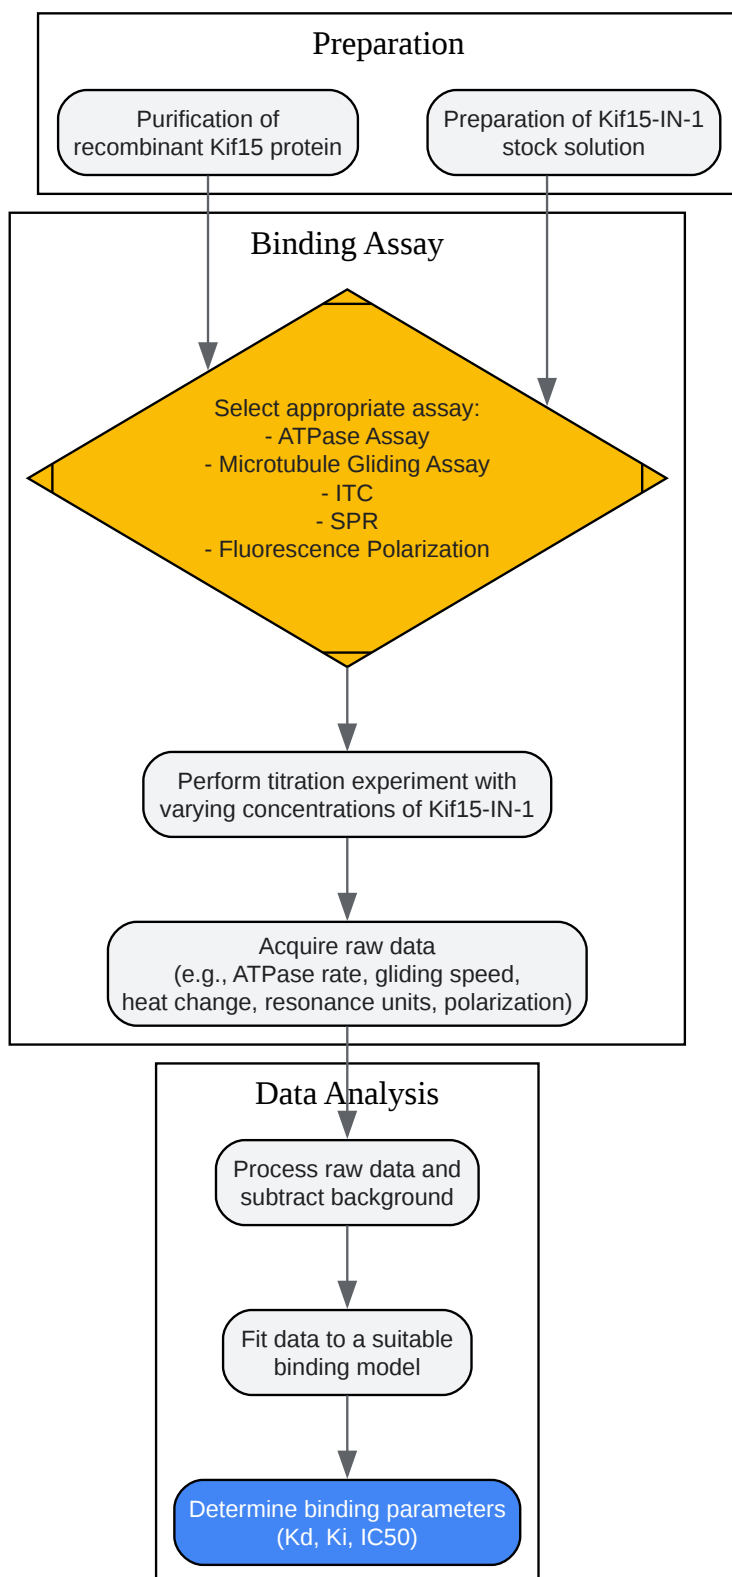 Preparation
Purification of
recombinant Kif15 protein
Preparation of Kif15-IN-1
stock solution
Binding Assay
Select appropriate assay:
- ATPase Assay
- Microtubule Gliding Assay
- ITC
- SPR
- Fluorescence Polarization
Perform titration experiment with
varying concentrations of Kif15-IN-1
Acquire raw data
(e.g., ATPase rate, gliding speed,
heat change, resonance units, polarization)
Data Analysis
Process raw data and
subtract background
Fit data to a suitable
binding model
Determine binding parameters
(Kd, Ki, IC50)